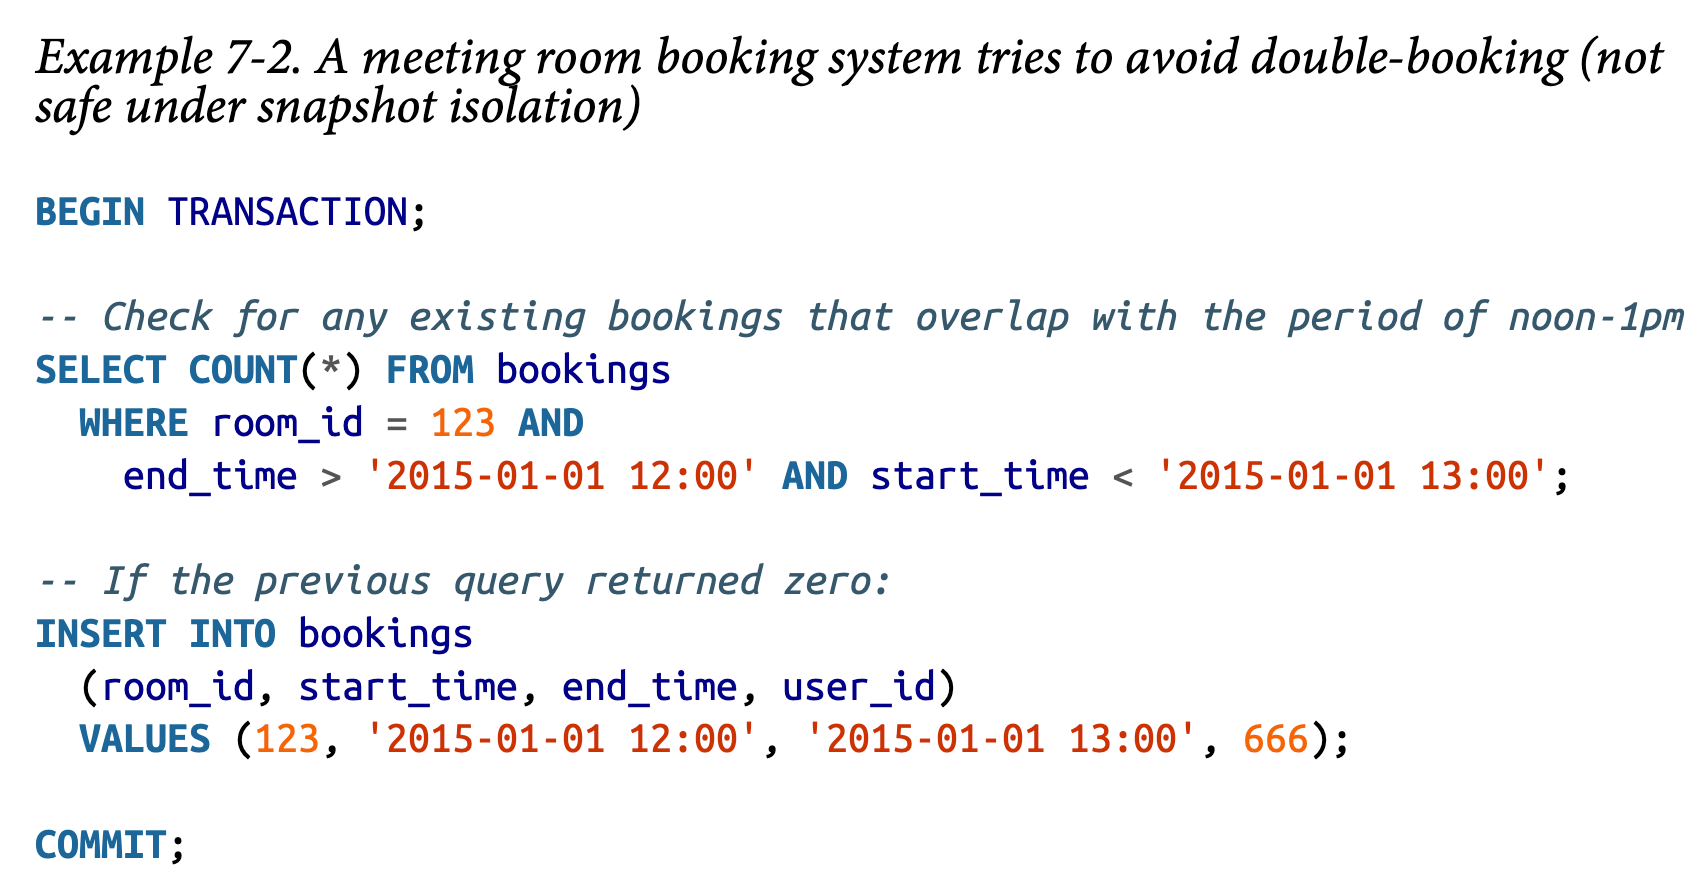 Example 7-2. A meeting room booking system tries to avoid double-booking (not
safe under snapshot isolation)
BEGIN TRANSACTION;
-- Check for any existing bookings that overlap with the period of noon-1pm
SELECT COUNT(*) FROM bookings
  WHERE room_id = 123 AND
    end_time > '2015-01-01 12:00' AND start_time < '2015-01-01 13:00';
-- If the previous query returned zero:
INSERT INTO bookings
  (room_id, start_time, end_time, user_id)
  VALUES (123, '2015-01-01 12:00', '2015-01-01 13:00', 666);
COMMIT;